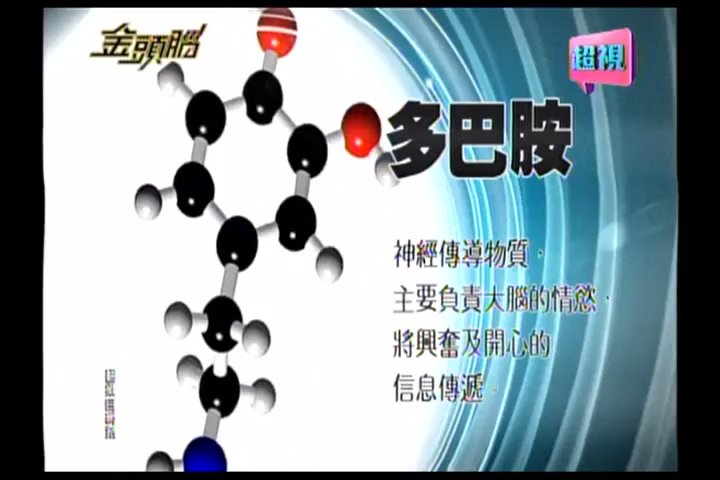 金頭腦
超視
多巴胺
神經傳導物質，
主要負責大腦的情慾，
將興奮及開心的
信息傳遞。